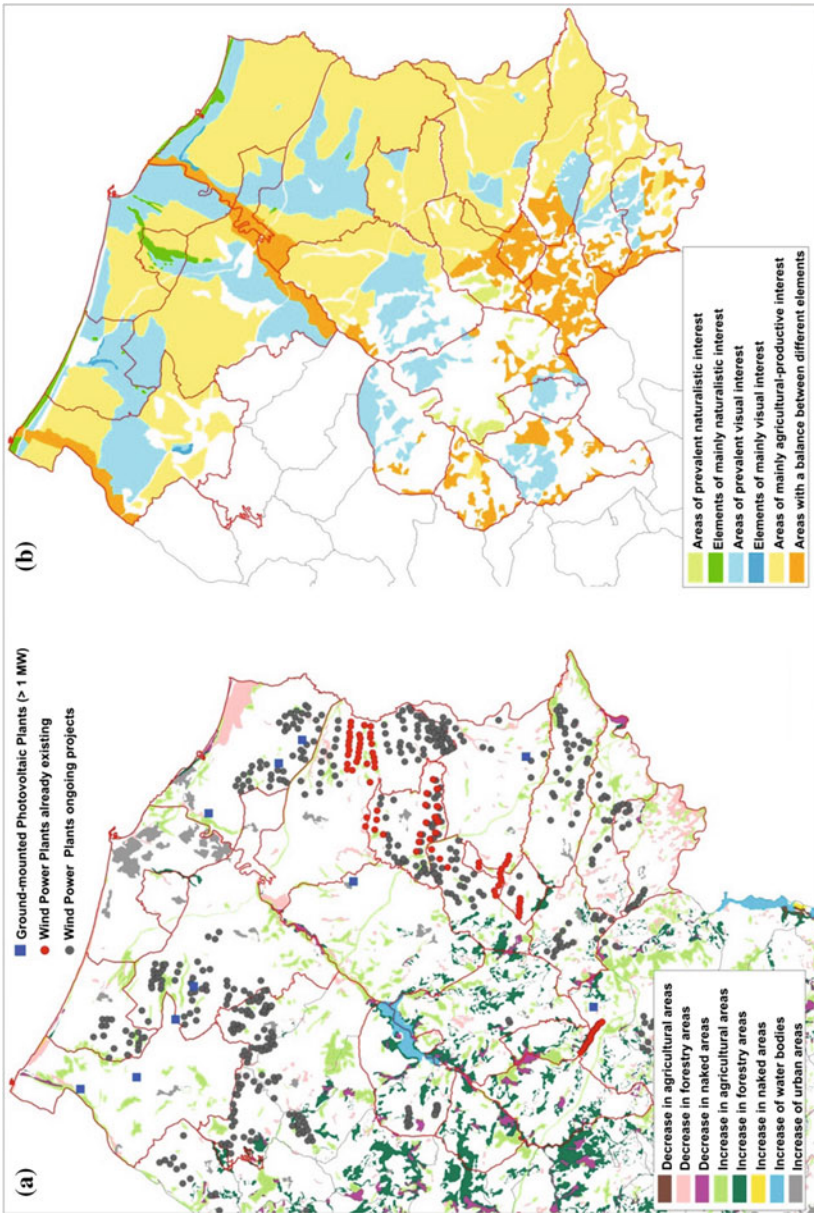 (a)
Ground-mounted Photovoltaic Plants (> 1 MW)
Wind Power Plants already existing
Wind Power Plants ongoing projects
Decrease in agricultural areas
Decrease in forestry areas
Decrease in naked areas
Increase in agricultural areas
Increase in forestry areas
Increase in naked areas
Increase of water bodies
Increase of urban areas
(b)
Areas of prevalent naturalistic interest
Elements of mainly naturalistic interest
Areas of prevalent visual interest
Elements of mainly visual interest
Areas of mainly agricultural-productive interest
Areas with a balance between different elements